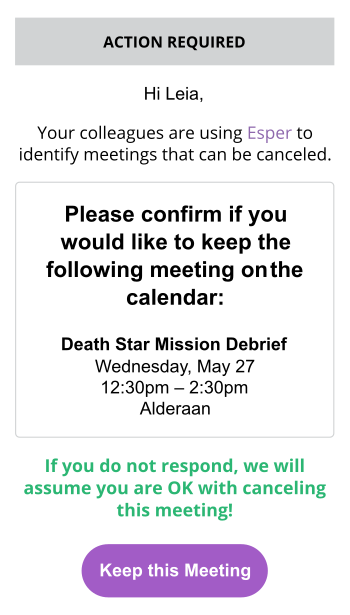 ACTION REQUIRED
Hi Leia,
Your colleagues are using Esper to
identify meetings that can be canceled.
Please confirm if you
would like to keep the
following meeting on the
calendar:
Death Star Mission Debrief
Wednesday, May 27
12:30pm – 2:30pm
Alderaan
If you do not respond, we will
assume you are OK with canceling
this meeting!
Keep this Meeting